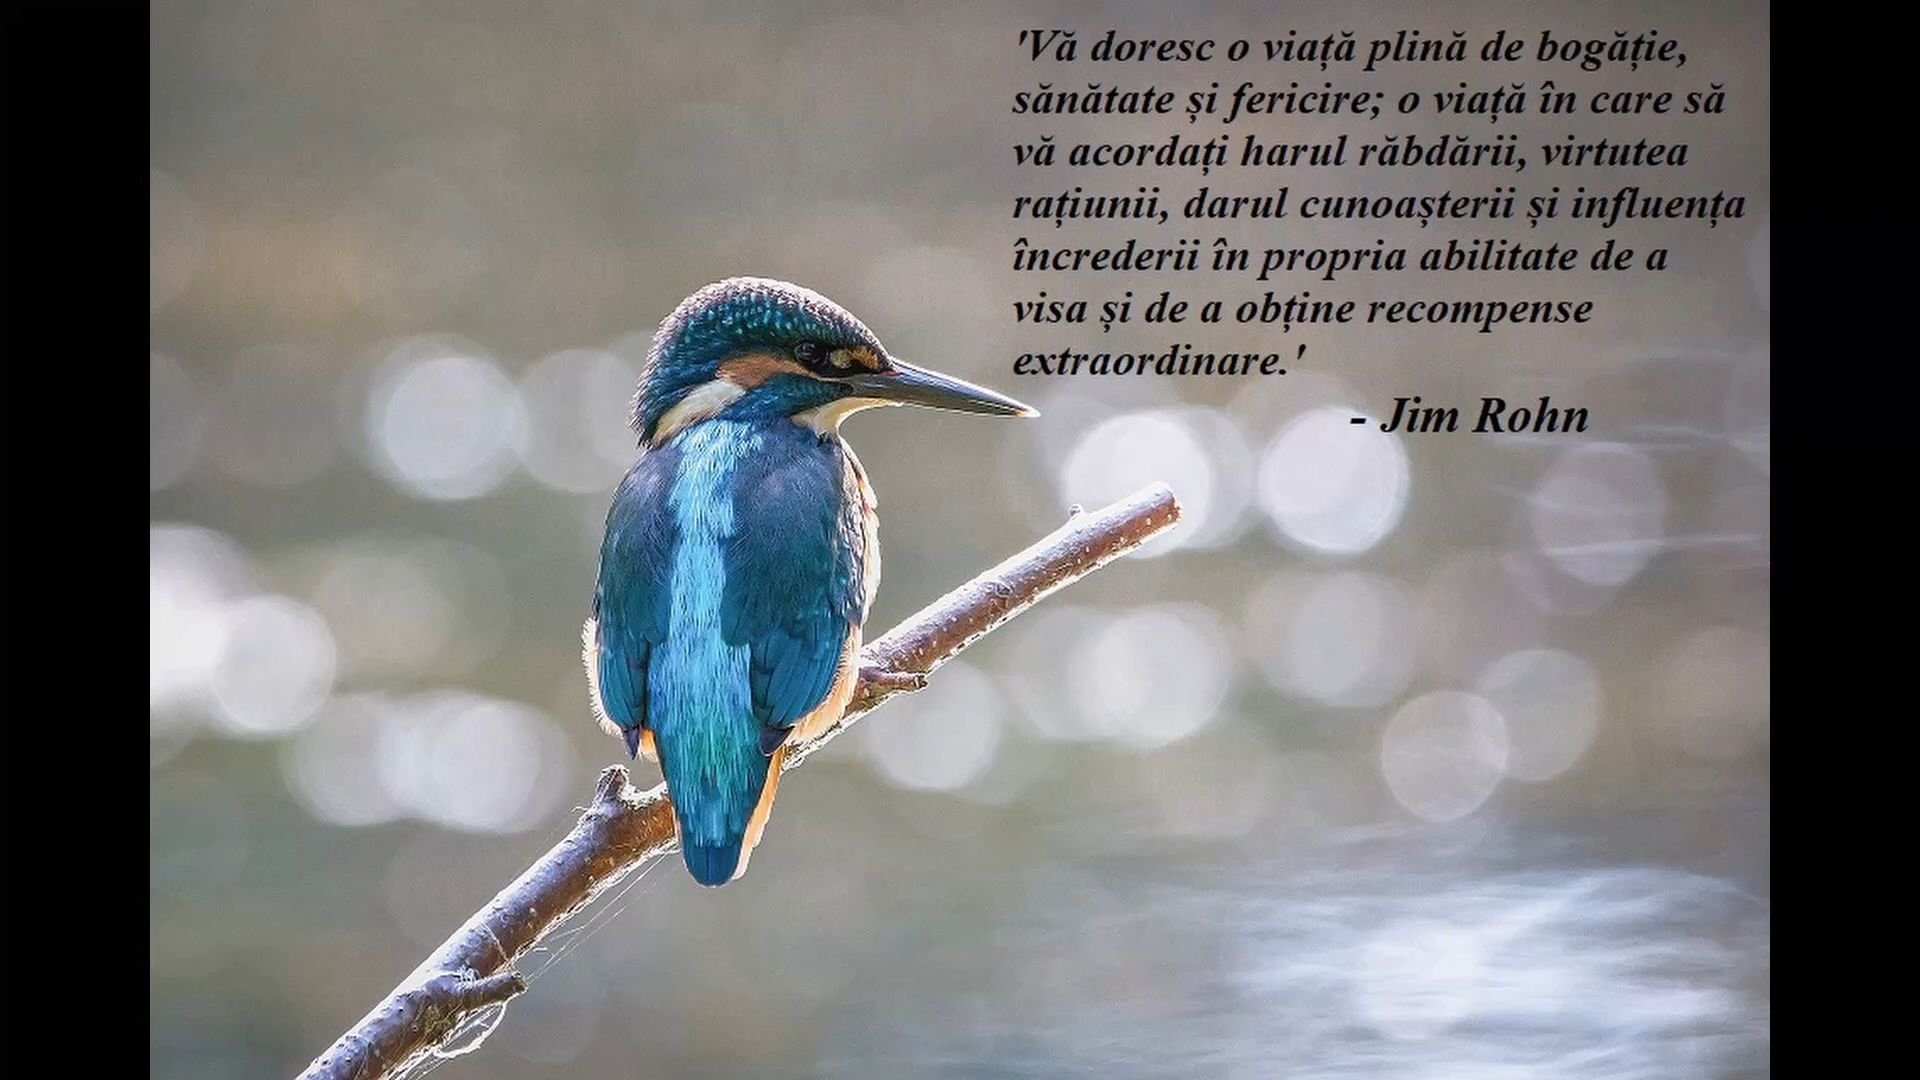 'Vă doresc o viață plină de bogăție,
sănătate și fericire; o viață în care să
vă acordați harul răbdării, virtutea
rațiunii, darul cunoașterii și influența
încrederii în propria abilitate de a
visa și de a obține recompense
extraordinare.'
- Jim Rohn